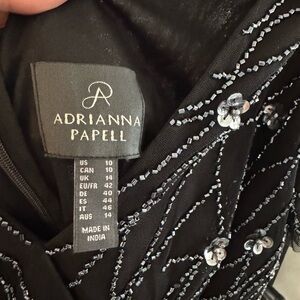 ADRIANNA
PAPELL
US 10
CAN 10
UK 14
EU/FR 42
DE 40
ES 44
IT 46
AUS 14
MADE IN
INDIA